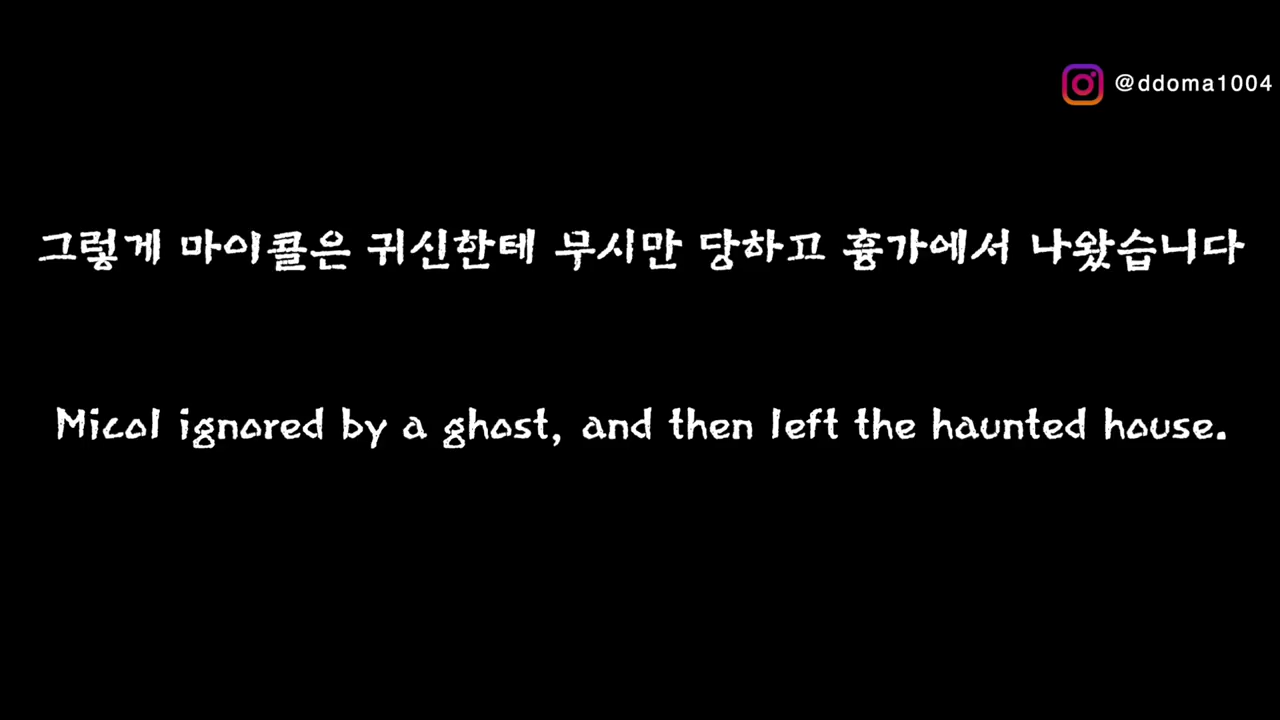 @ddoma1004
그렇게 마이콜은 귀신한테 무시만 당하고 흉가에서 나왔습니다
Micol ignored by a ghost, and then left the haunted house.